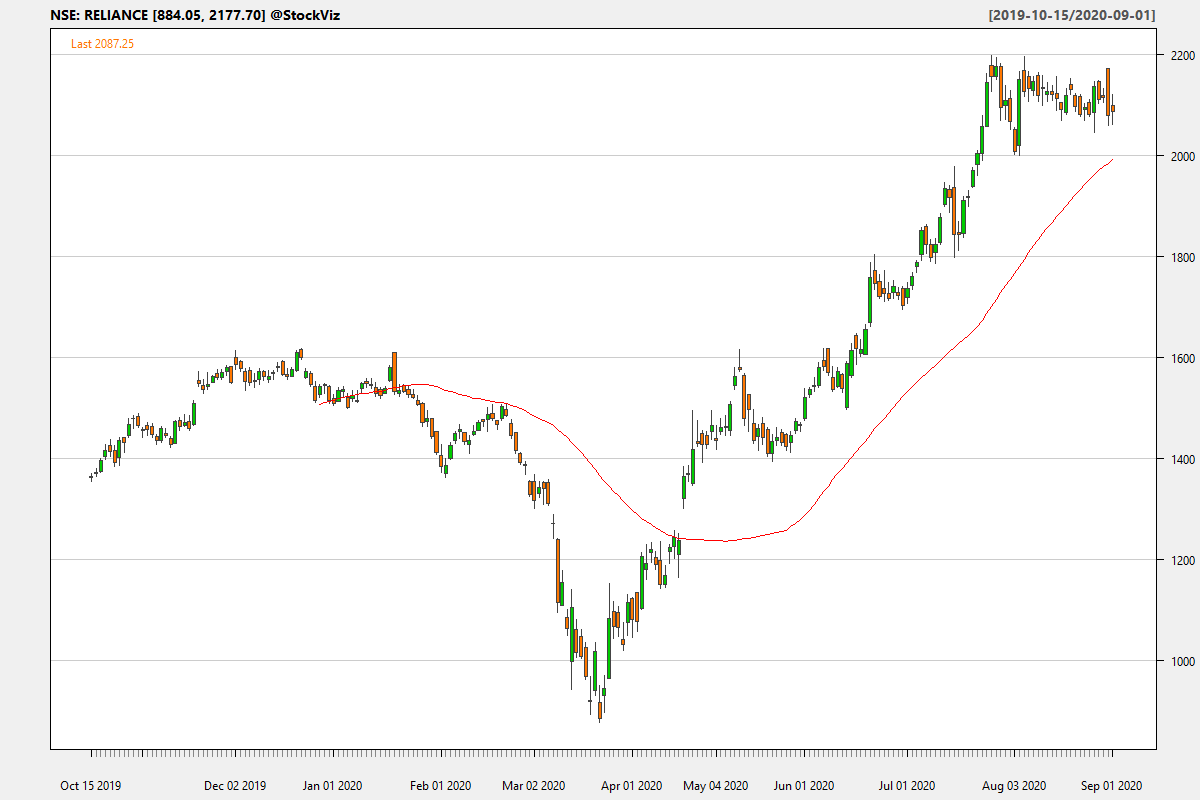 NSE: RELIANCE [884.05, 2177.70] @StockViz
[2019-10-15/2020-09-01]
Last 2087.25
2200
2000
1800
1600
1400
1200
1000
Oct 15 2019
Dec 02 2019
Jan 01 2020
Feb 01 2020
Mar 02 2020
Apr 01 2020
May 04 2020
Jun 01 2020
Jul 01 2020
Aug 03 2020
Sep 01 2020